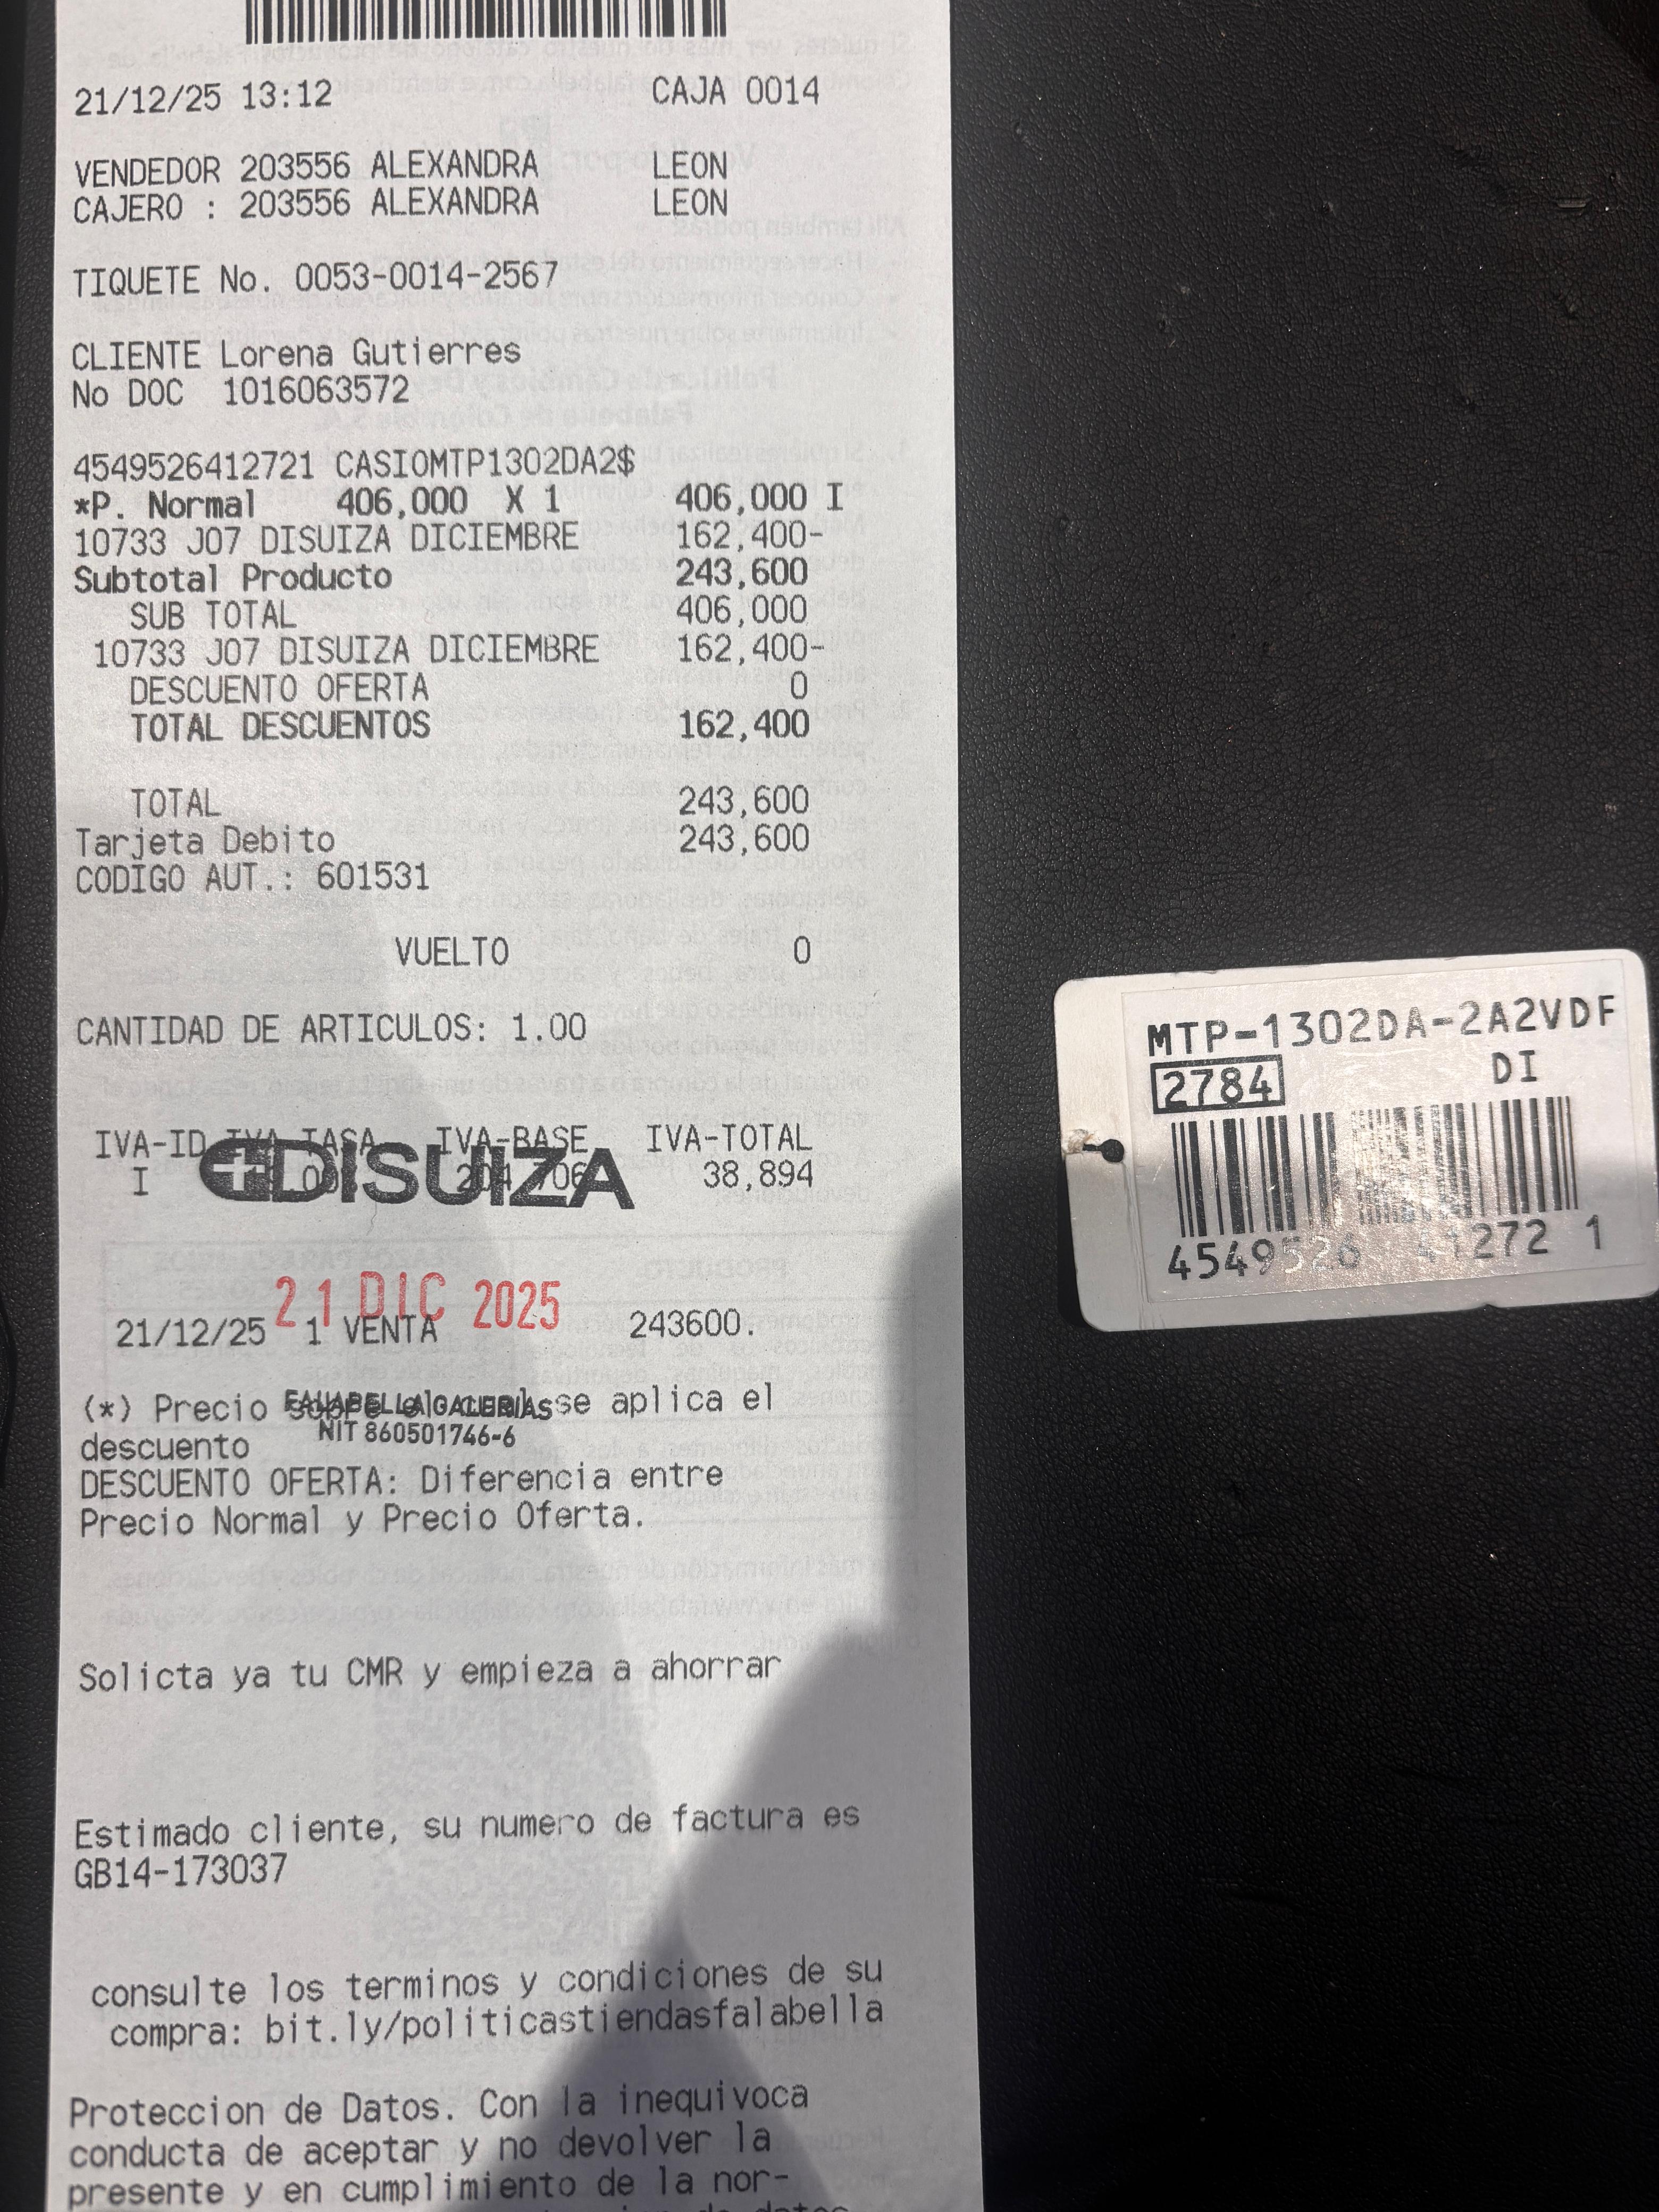 21/12/25 13:12 CAJA 0014
VENDEDOR 203556 ALEXANDRA LEON
CAJERO : 203556 ALEXANDRA LEON
TIQUETE No. 0053-0014-2567
CLIENTE Lorena Gutierres
No DOC 1016063572
4549526412721 CASIOMTP1302DA2$
*P. Normal 406,000 X 1 406,000 I
10733 J07 DISUIZA DICIEMBRE 162,400-
Subtotal Producto 243,600
SUB TOTAL 406,000
10733 J07 DISUIZA DICIEMBRE 162,400-
DESCUENTO OFERTA 0
TOTAL DESCUENTOS 162,400
TOTAL 243,600
Tarjeta Debito 243,600
CODIGO AUT.: 601531
VUELTO 0
CANTIDAD DE ARTICULOS: 1.00
IVA-ID IVA-TASA IVA-BASE IVA-TOTAL
I 38,894
DISUIZA
21 DIC 2025
21/12/25 1 VENTA 243600.
(*) Precio sobre el cual se aplica el
FALABELLA GALERIAS
NIT 860501746-6
descuento
DESCUENTO OFERTA: Diferencia entre
Precio Normal y Precio Oferta.
Solicta ya tu CMR y empieza a ahorrar
Estimado cliente, su numero de factura es
GB14-173037
consulte los terminos y condiciones de su
compra: bit.ly/politicastiendasfalabella
Proteccion de Datos. Con la inequivoca
conducta de aceptar y no devolver la
presente y en cumplimiento de la nor-
MTP-1302DA-2A2VDF
2784 DI
4549526 41272 1